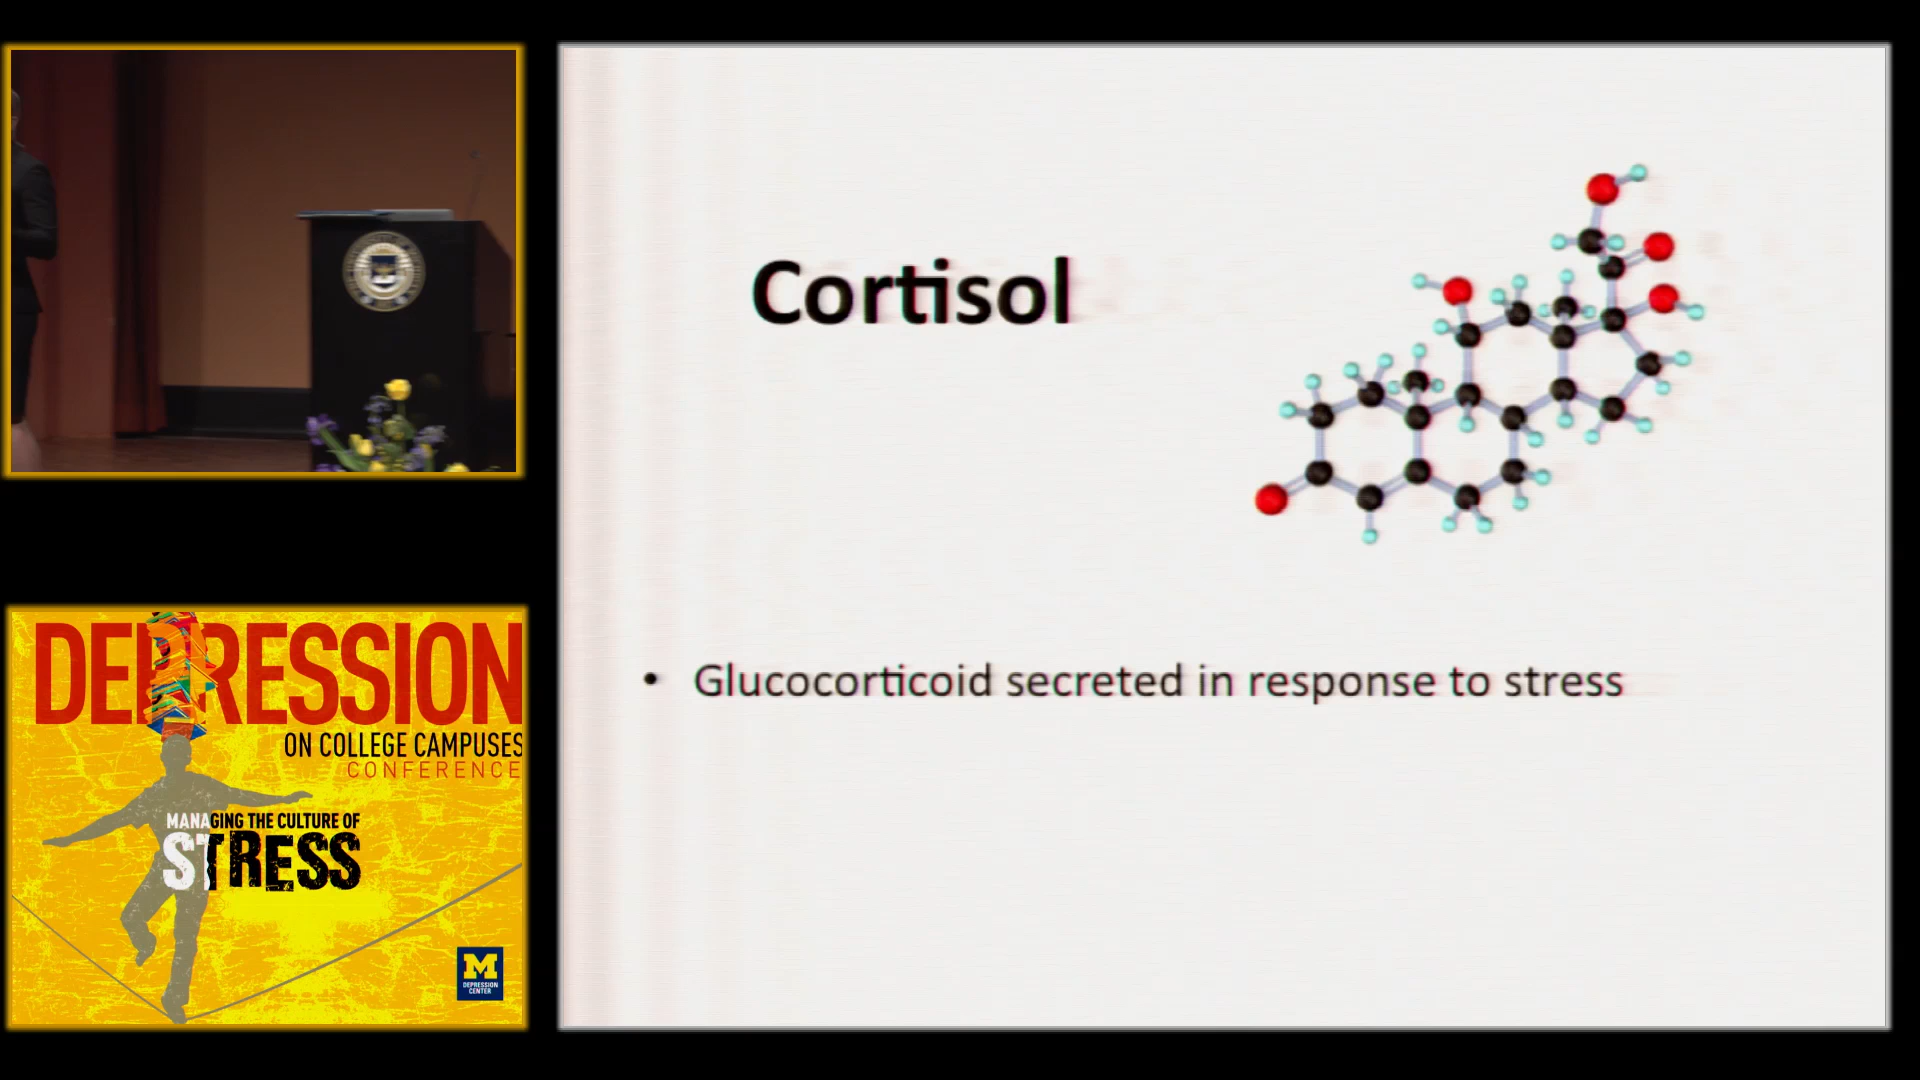 Cortisol
• Glucocorticoid secreted in response to stress
DEPRESSION
ON COLLEGE CAMPUSES
CONFERENCE
MANAGING THE CULTURE OF
STRESS
M
DEPRESSION
CENTER